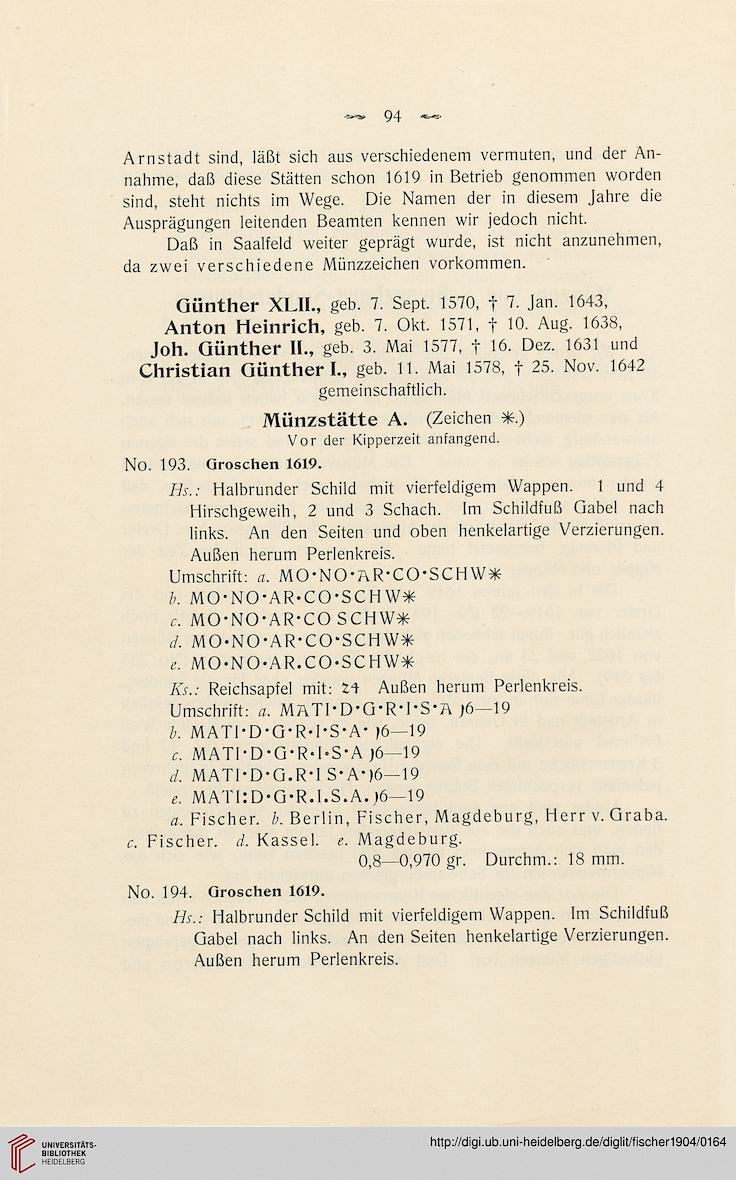 94
Arnstadt sind, läßt sich aus verschiedenem vermuten, und der An-
nahme, daß diese Stätten schon 1619 in Betrieb genommen worden
sind, steht nichts im Wege. Die Namen der in diesem Jahre die
Ausprägungen leitenden Beamten kennen wir jedoch nicht.
Daß in Saalfeld weiter geprägt wurde, ist nicht anzunehmen,
da zwei verschiedene Münzzeichen vorkommen.
Günther XLII., geb. 7. Sept. 1570, † 7. Jan. 1643,
Anton Heinrich, geb. 7. Okt. 1571, † 10. Aug. 1638,
Joh. Günther II., geb. 3. Mai 1577, † 16. Dez. 1631 und
Christian Günther I., geb. 11. Mai 1578, † 25. Nov. 1642
gemeinschaftlich.
Münzstätte A. (Zeichen ⚹.)
Vor der Kipperzeit anfangend.
No. 193. Groschen 1619.
Hs.: Halbrunder Schild mit vierfeldigem Wappen. 1 und 4
Hirschgeweih, 2 und 3 Schach. Im Schildfuß Gabel nach
links. An den Seiten und oben henkelartige Verzierungen.
Außen herum Perlenkreis.
Umschrift: a. MO•NO•AR•CO•SCHW⚹
b. MO•NO•AR•CO•SCHW⚹
c. MO•NO•AR•CO SCHW⚹
d. MO•NO•AR•CO•SCHW⚹
e. MO•NO•AR.CO•SCHW⚹
Ks.: Reichsapfel mit: 24 Außen herum Perlenkreis.
Umschrift: a. MATI•D•G•R•I•S•A )6—19
b. MATI•D•G•R•I•S•A• )6—19
c. MATI•D•G•R•I•S•A )6—19
d. MATI•D•G.R•I S•A•)6—19
e. MATI:D•G•R.I.S.A. )6—19
a. Fischer. b. Berlin, Fischer, Magdeburg, Herr v. Graba.
c. Fischer. d. Kassel. e. Magdeburg.
0,8—0,970 gr. Durchm.: 18 mm.
No. 194. Groschen 1619.
Hs.: Halbrunder Schild mit vierfeldigem Wappen. Im Schildfuß
Gabel nach links. An den Seiten henkelartige Verzierungen.
Außen herum Perlenkreis.
UNIVERSITÄTS-
BIBLIOTHEK
HEIDELBERG
http://digi.ub.uni-heidelberg.de/diglit/fischer1904/0164